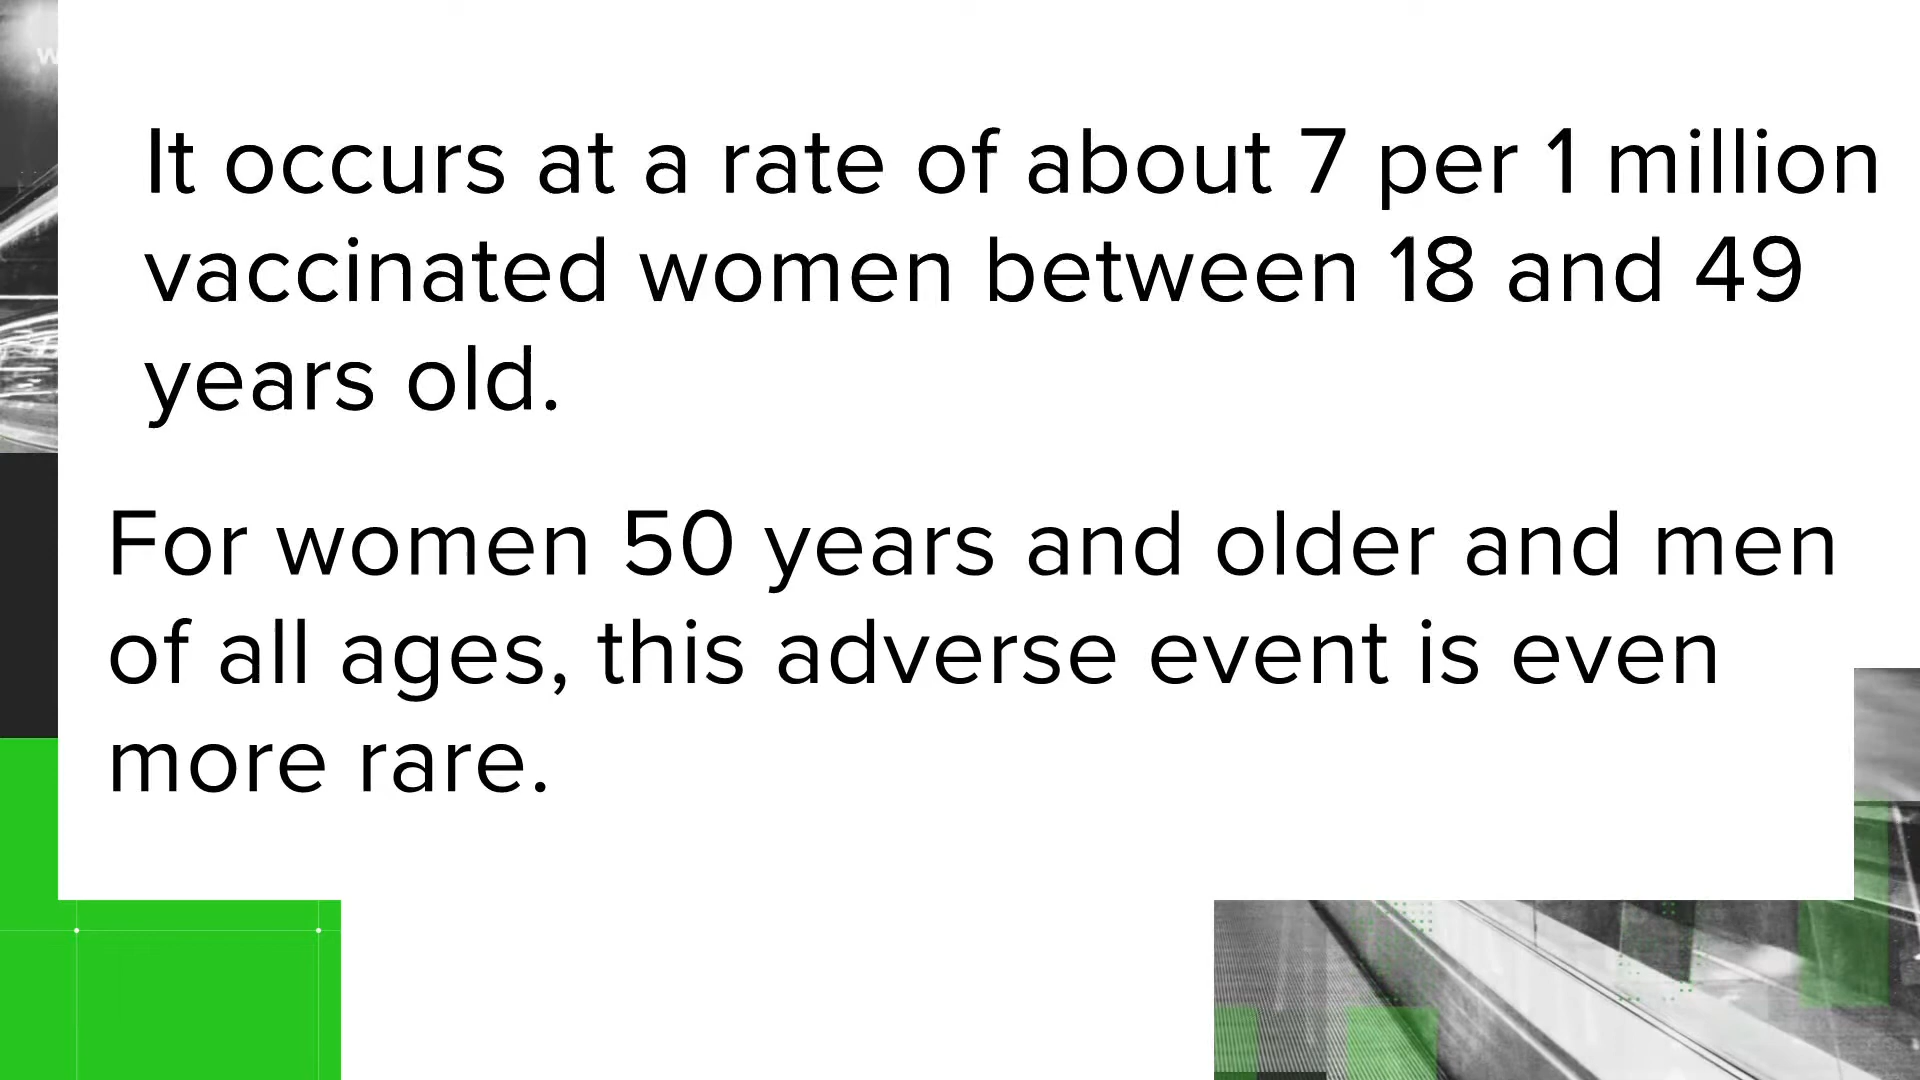 It occurs at a rate of about 7 per 1 million
vaccinated women between 18 and 49
years old.
For women 50 years and older and men
of all ages, this adverse event is even
more rare.